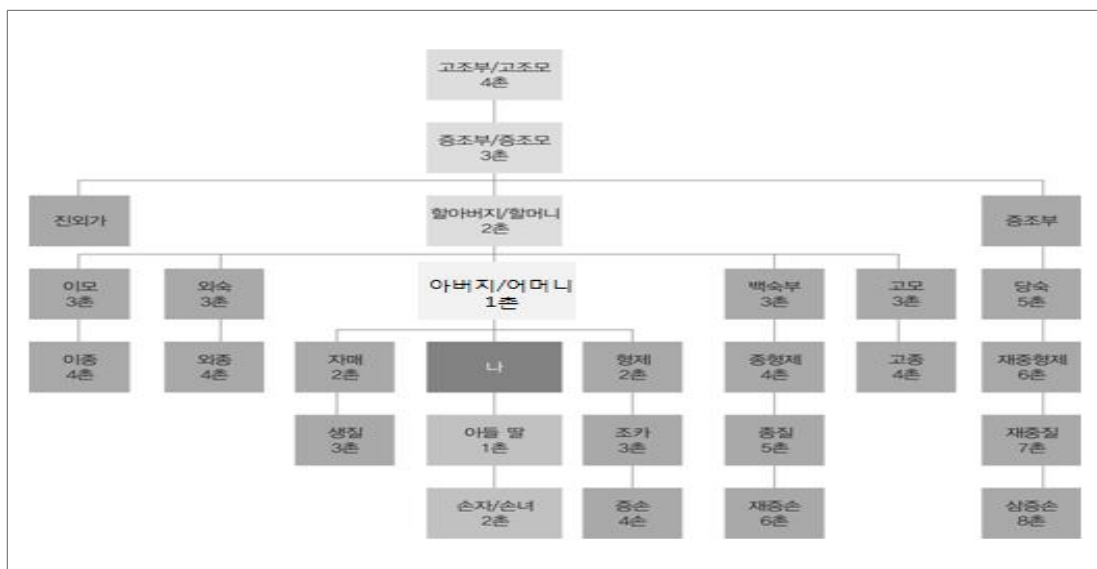 고조부/고조모
4촌
증조부/증조모
3촌
진외가
할아버지/할머니
2촌
증조부
이모
3촌
외숙
3촌
아버지/어머니
1촌
백숙부
3촌
고모
3촌
당숙
5촌
이종
4촌
외종
4촌
자매
2촌
나
형제
2촌
종형제
4촌
고종
4촌
재종형제
6촌
생질
3촌
아들 딸
1촌
조카
3촌
종질
5촌
재종질
7촌
손자/손녀
2촌
종손
4손
재종손
6촌
삼종손
8촌